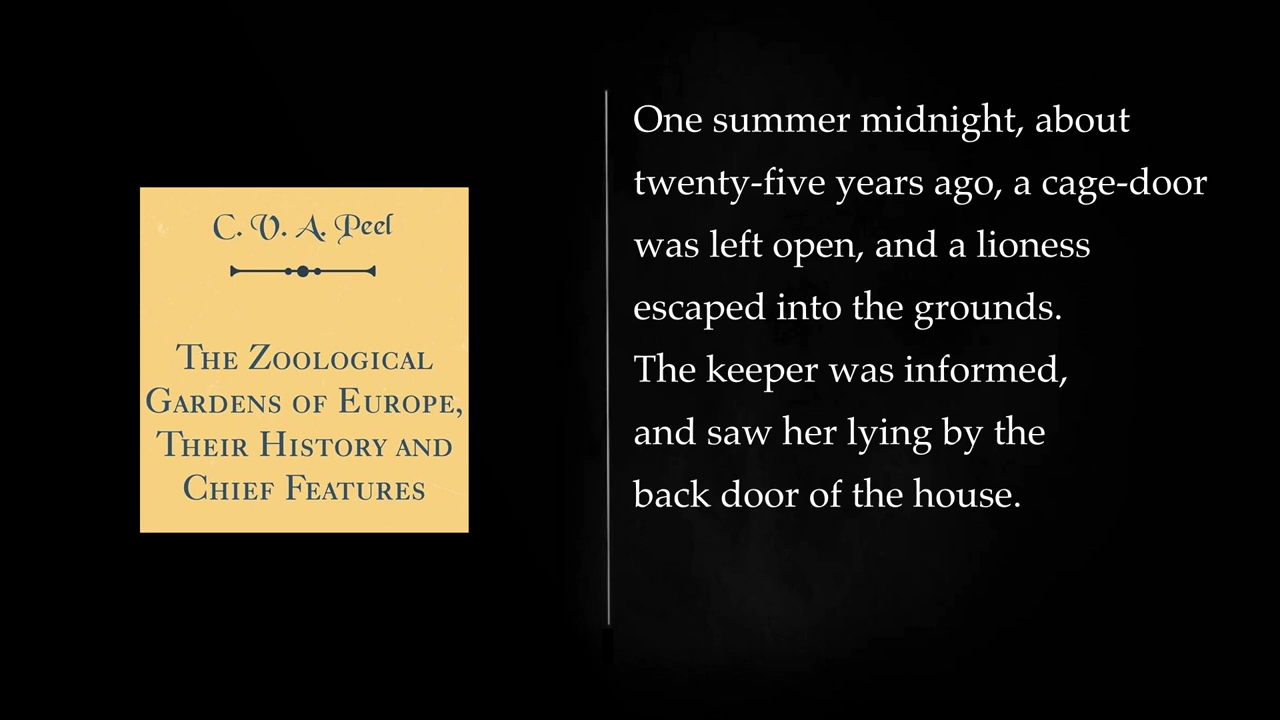 C. V. A. Peel
The Zoological
Gardens of Europe,
Their History and
Chief Features
One summer midnight, about
twenty-five years ago, a cage-door
was left open, and a lioness
escaped into the grounds.
The keeper was informed,
and saw her lying by the
back door of the house.